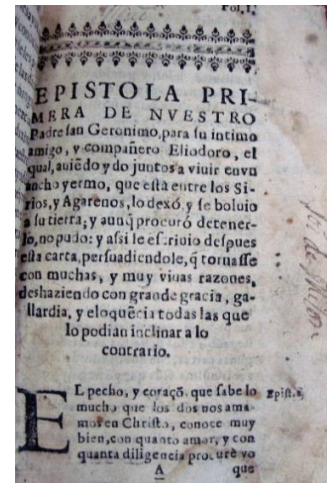 Fol. 1.
EPISTOLA PRI-
MERA DE NVESTRO
Padre san Geronimo, para su intimo
amigo, y compañero Eliodoro, el
qual, auiẽdo ydo juntos a viuir en vn
ancho yermo, que està entre los Si-
rios, y Agarenos, lo dexó, y se boluio
a su tierra; y aunq̃ procuró detener-
lo, no pudo: y assi le escriuio despues
esta carta, persuadiendole, q̃ tornasse
con muchas, y muy viuas razones,
deshaziendo con grande gracia, ga-
llardia, y eloquẽcia todas las que
lo podian inclinar a lo
contrario.
EL pecho, y coraçõ, que sabe lo
mucho que los dos nos ama-
mos en Christo, conoce muy
bien, con quanto amor, y con
quanta diligencia procurè yo
A
que
Epist. 1.